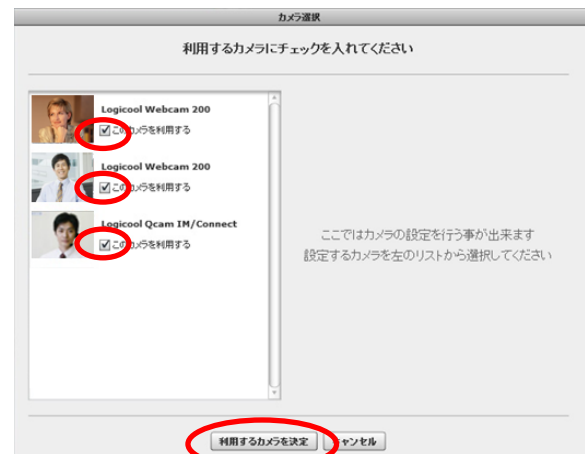 カメラ選択
利用するカメラにチェックを入れてください
Logicool Webcam 200
このカメラを利用する
Logicool Webcam 200
このカメラを利用する
Logicool Qcam IM/Connect
このカメラを利用する
ここではカメラの設定を行う事が出来ます
設定するカメラを左のリストから選択してください
利用するカメラを決定
キャンセル